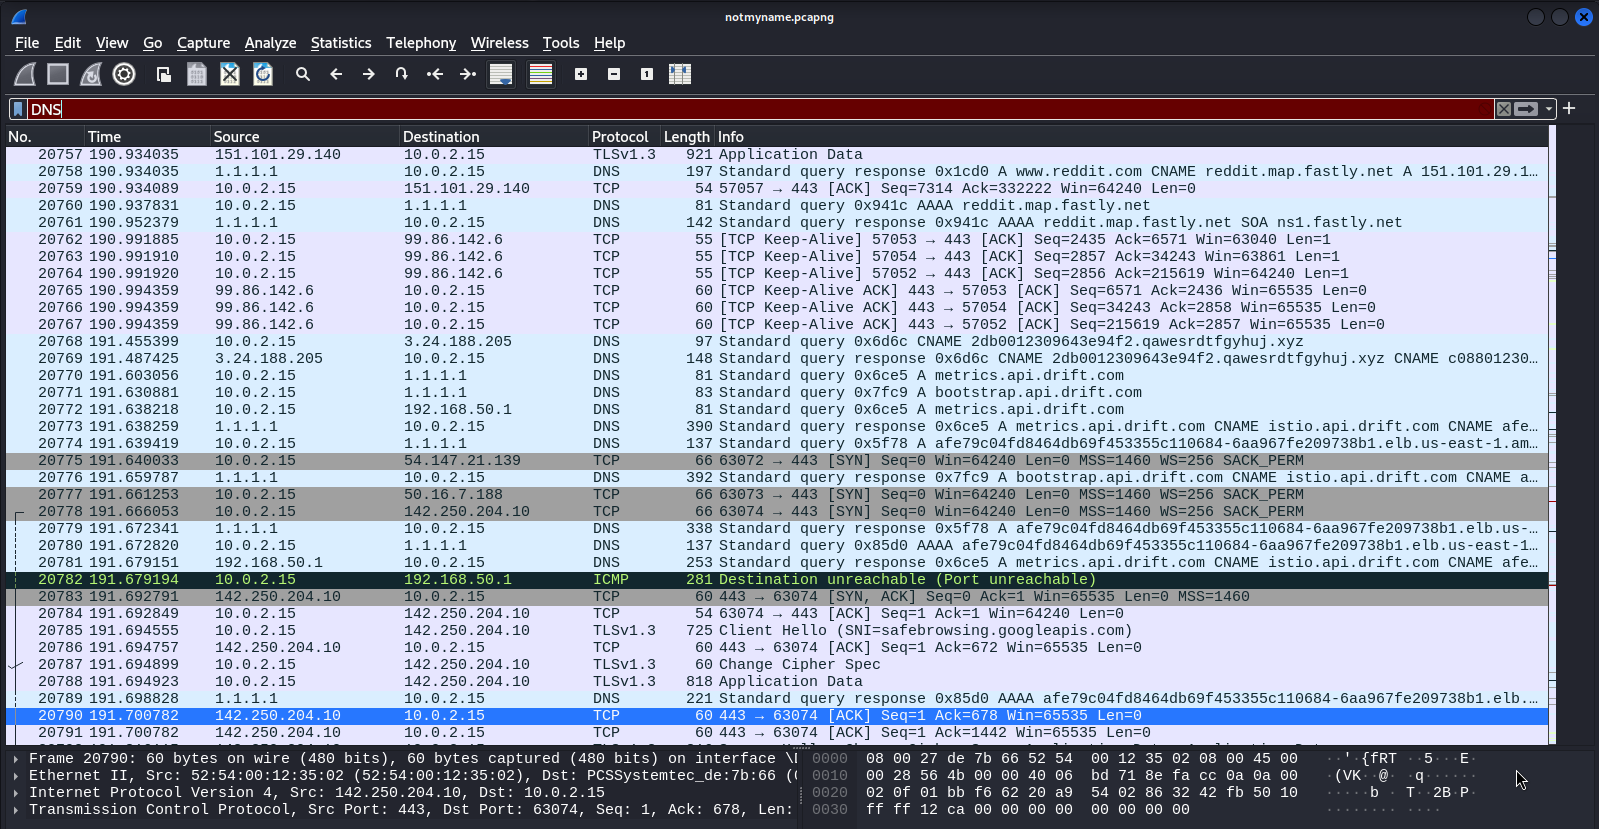 notmyname.pcapng
File Edit View Go Capture Analyze Statistics Telephony Wireless Tools Help
DNS
No. Time Source Destination Protocol Length Info
20757 190.934035 151.101.29.140 10.0.2.15 TLSv1.3 921 Application Data
20758 190.934035 1.1.1.1 10.0.2.15 DNS 197 Standard query response 0x1cd0 A www.reddit.com CNAME reddit.map.fastly.net A 151.101.29.1…
20759 190.934089 10.0.2.15 151.101.29.140 TCP 54 57057 → 443 [ACK] Seq=7314 Ack=332222 Win=64240 Len=0
20760 190.937831 10.0.2.15 1.1.1.1 DNS 81 Standard query 0x941c AAAA reddit.map.fastly.net
20761 190.952379 1.1.1.1 10.0.2.15 DNS 142 Standard query response 0x941c AAAA reddit.map.fastly.net SOA ns1.fastly.net
20762 190.991885 10.0.2.15 99.86.142.6 TCP 55 [TCP Keep-Alive] 57053 → 443 [ACK] Seq=2435 Ack=6571 Win=63040 Len=1
20763 190.991910 10.0.2.15 99.86.142.6 TCP 55 [TCP Keep-Alive] 57054 → 443 [ACK] Seq=2857 Ack=34243 Win=63861 Len=1
20764 190.991920 10.0.2.15 99.86.142.6 TCP 55 [TCP Keep-Alive] 57052 → 443 [ACK] Seq=2856 Ack=215619 Win=64240 Len=1
20765 190.994359 99.86.142.6 10.0.2.15 TCP 60 [TCP Keep-Alive ACK] 443 → 57053 [ACK] Seq=6571 Ack=2436 Win=65535 Len=0
20766 190.994359 99.86.142.6 10.0.2.15 TCP 60 [TCP Keep-Alive ACK] 443 → 57054 [ACK] Seq=34243 Ack=2858 Win=65535 Len=0
20767 190.994359 99.86.142.6 10.0.2.15 TCP 60 [TCP Keep-Alive ACK] 443 → 57052 [ACK] Seq=215619 Ack=2857 Win=65535 Len=0
20768 191.455399 10.0.2.15 3.24.188.205 DNS 97 Standard query 0x6d6c CNAME 2db0012309643e94f2.qawesrdtfgyhuj.xyz
20769 191.487425 3.24.188.205 10.0.2.15 DNS 148 Standard query response 0x6d6c CNAME 2db0012309643e94f2.qawesrdtfgyhuj.xyz CNAME c08801230…
20770 191.603056 10.0.2.15 1.1.1.1 DNS 81 Standard query 0x6ce5 A metrics.api.drift.com
20771 191.630881 10.0.2.15 1.1.1.1 DNS 83 Standard query 0x7fc9 A bootstrap.api.drift.com
20772 191.638218 10.0.2.15 192.168.50.1 DNS 81 Standard query 0x6ce5 A metrics.api.drift.com
20773 191.638259 1.1.1.1 10.0.2.15 DNS 390 Standard query response 0x6ce5 A metrics.api.drift.com CNAME istio.api.drift.com CNAME afe…
20774 191.639419 10.0.2.15 1.1.1.1 DNS 137 Standard query 0x5f78 A afe79c04fd8464db69f453355c110684-6aa967fe209738b1.elb.us-east-1.am…
20775 191.640033 10.0.2.15 54.147.21.139 TCP 66 63072 → 443 [SYN] Seq=0 Win=64240 Len=0 MSS=1460 WS=256 SACK_PERM
20776 191.659787 1.1.1.1 10.0.2.15 DNS 392 Standard query response 0x7fc9 A bootstrap.api.drift.com CNAME istio.api.drift.com CNAME a…
20777 191.661253 10.0.2.15 50.16.7.188 TCP 66 63073 → 443 [SYN] Seq=0 Win=64240 Len=0 MSS=1460 WS=256 SACK_PERM
20778 191.666053 10.0.2.15 142.250.204.10 TCP 66 63074 → 443 [SYN] Seq=0 Win=64240 Len=0 MSS=1460 WS=256 SACK_PERM
20779 191.672341 1.1.1.1 10.0.2.15 DNS 338 Standard query response 0x5f78 A afe79c04fd8464db69f453355c110684-6aa967fe209738b1.elb.us-…
20780 191.672820 10.0.2.15 1.1.1.1 DNS 137 Standard query 0x85d0 AAAA afe79c04fd8464db69f453355c110684-6aa967fe209738b1.elb.us-east-1…
20781 191.679151 192.168.50.1 10.0.2.15 DNS 253 Standard query response 0x6ce5 A metrics.api.drift.com CNAME istio.api.drift.com CNAME afe…
20782 191.679194 10.0.2.15 192.168.50.1 ICMP 281 Destination unreachable (Port unreachable)
20783 191.692791 142.250.204.10 10.0.2.15 TCP 60 443 → 63074 [SYN, ACK] Seq=0 Ack=1 Win=65535 Len=0 MSS=1460
20784 191.692849 10.0.2.15 142.250.204.10 TCP 54 63074 → 443 [ACK] Seq=1 Ack=1 Win=64240 Len=0
20785 191.694555 10.0.2.15 142.250.204.10 TLSv1.3 725 Client Hello (SNI=safebrowsing.googleapis.com)
20786 191.694757 142.250.204.10 10.0.2.15 TCP 60 443 → 63074 [ACK] Seq=1 Ack=672 Win=65535 Len=0
20787 191.694899 10.0.2.15 142.250.204.10 TLSv1.3 60 Change Cipher Spec
20788 191.694923 10.0.2.15 142.250.204.10 TLSv1.3 818 Application Data
20789 191.698828 1.1.1.1 10.0.2.15 DNS 221 Standard query response 0x85d0 AAAA afe79c04fd8464db69f453355c110684-6aa967fe209738b1.elb.…
20790 191.700782 142.250.204.10 10.0.2.15 TCP 60 443 → 63074 [ACK] Seq=1 Ack=678 Win=65535 Len=0
20791 191.700782 142.250.204.10 10.0.2.15 TCP 60 443 → 63074 [ACK] Seq=1 Ack=1442 Win=65535 Len=0
Frame 20790: 60 bytes on wire (480 bits), 60 bytes captured (480 bits) on interface \
Ethernet II, Src: 52:54:00:12:35:02 (52:54:00:12:35:02), Dst: PCSSystemtec_de:7b:66 (
Internet Protocol Version 4, Src: 142.250.204.10, Dst: 10.0.2.15
Transmission Control Protocol, Src Port: 443, Dst Port: 63074, Seq: 1, Ack: 678, Len:
0000 08 00 27 de 7b 66 52 54 00 12 35 02 08 00 45 00 ··'·{fRT ··5···E·
0010 00 28 56 4b 00 00 40 06 bd 71 8e fa cc 0a 0a 00 ·(VK··@· ·q······
0020 02 0f 01 bb f6 62 20 a9 54 02 86 32 42 fb 50 10 ·····b · T··2B·P·
0030 ff ff 12 ca 00 00 00 00 00 00 00 00 ········ ····